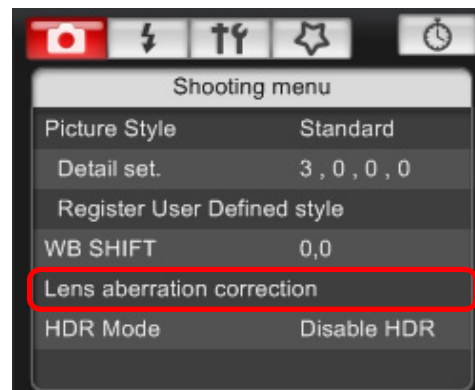 Shooting menu
Picture Style Standard
Detail set. 3 , 0 , 0 , 0
Register User Defined style
WB SHIFT 0,0
Lens aberration correction
HDR Mode Disable HDR